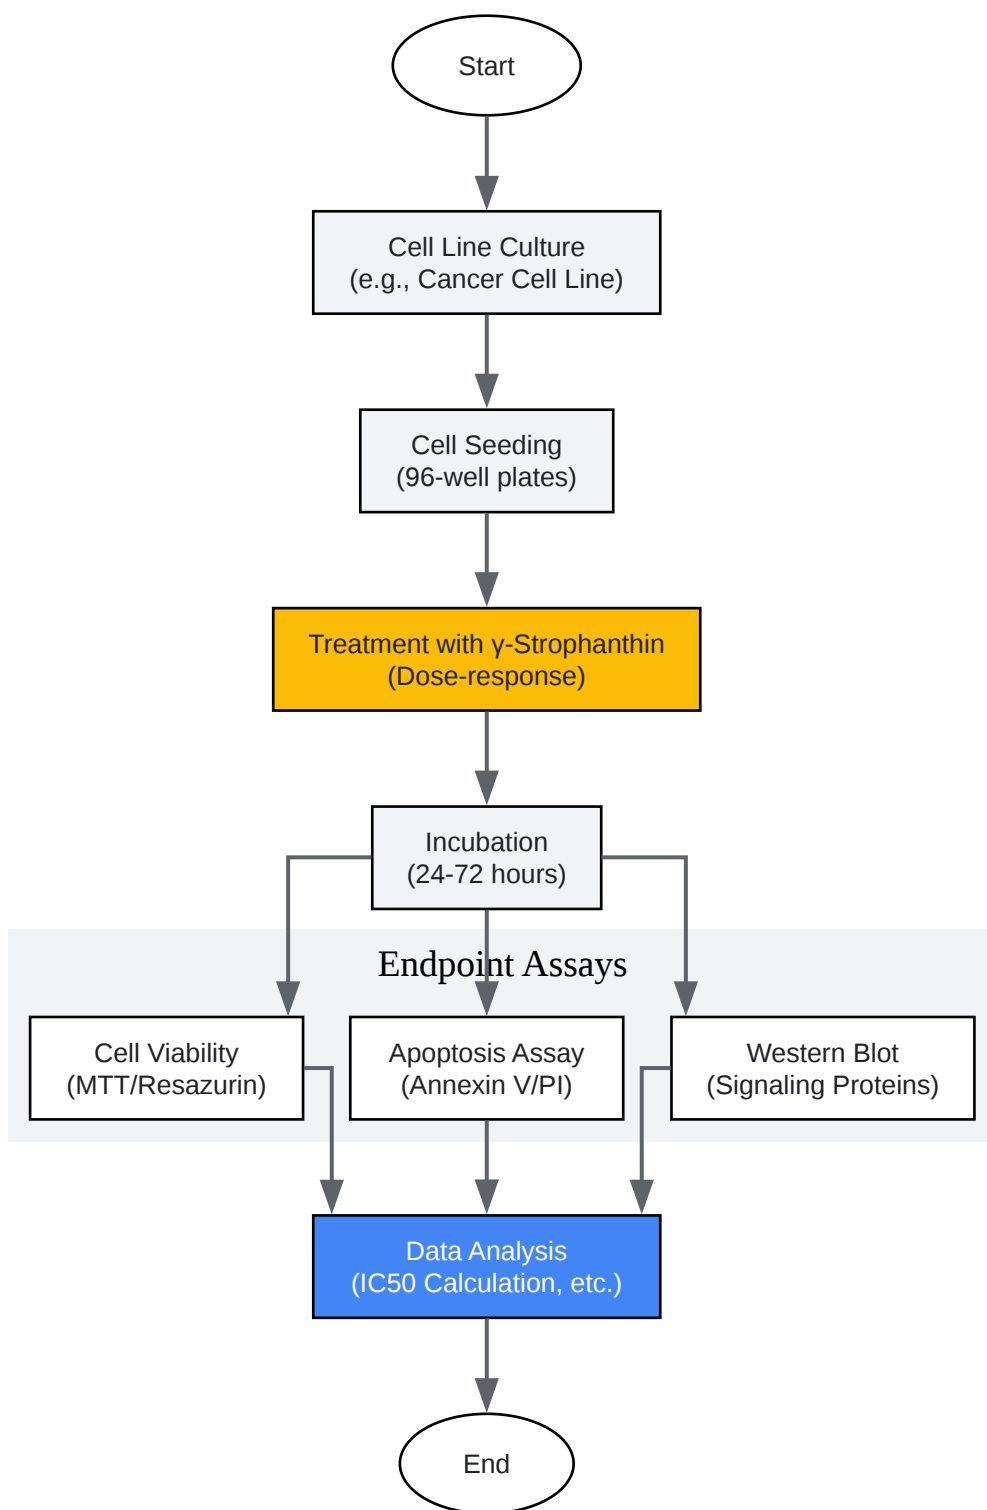 Start
Cell Line Culture
(e.g., Cancer Cell Line)
Cell Seeding
(96-well plates)
Treatment with γ-Strophanthin
(Dose-response)
Incubation
(24-72 hours)
Endpoint Assays
Cell Viability
(MTT/Resazurin)
Apoptosis Assay
(Annexin V/PI)
Western Blot
(Signaling Proteins)
Data Analysis
(IC50 Calculation, etc.)
End